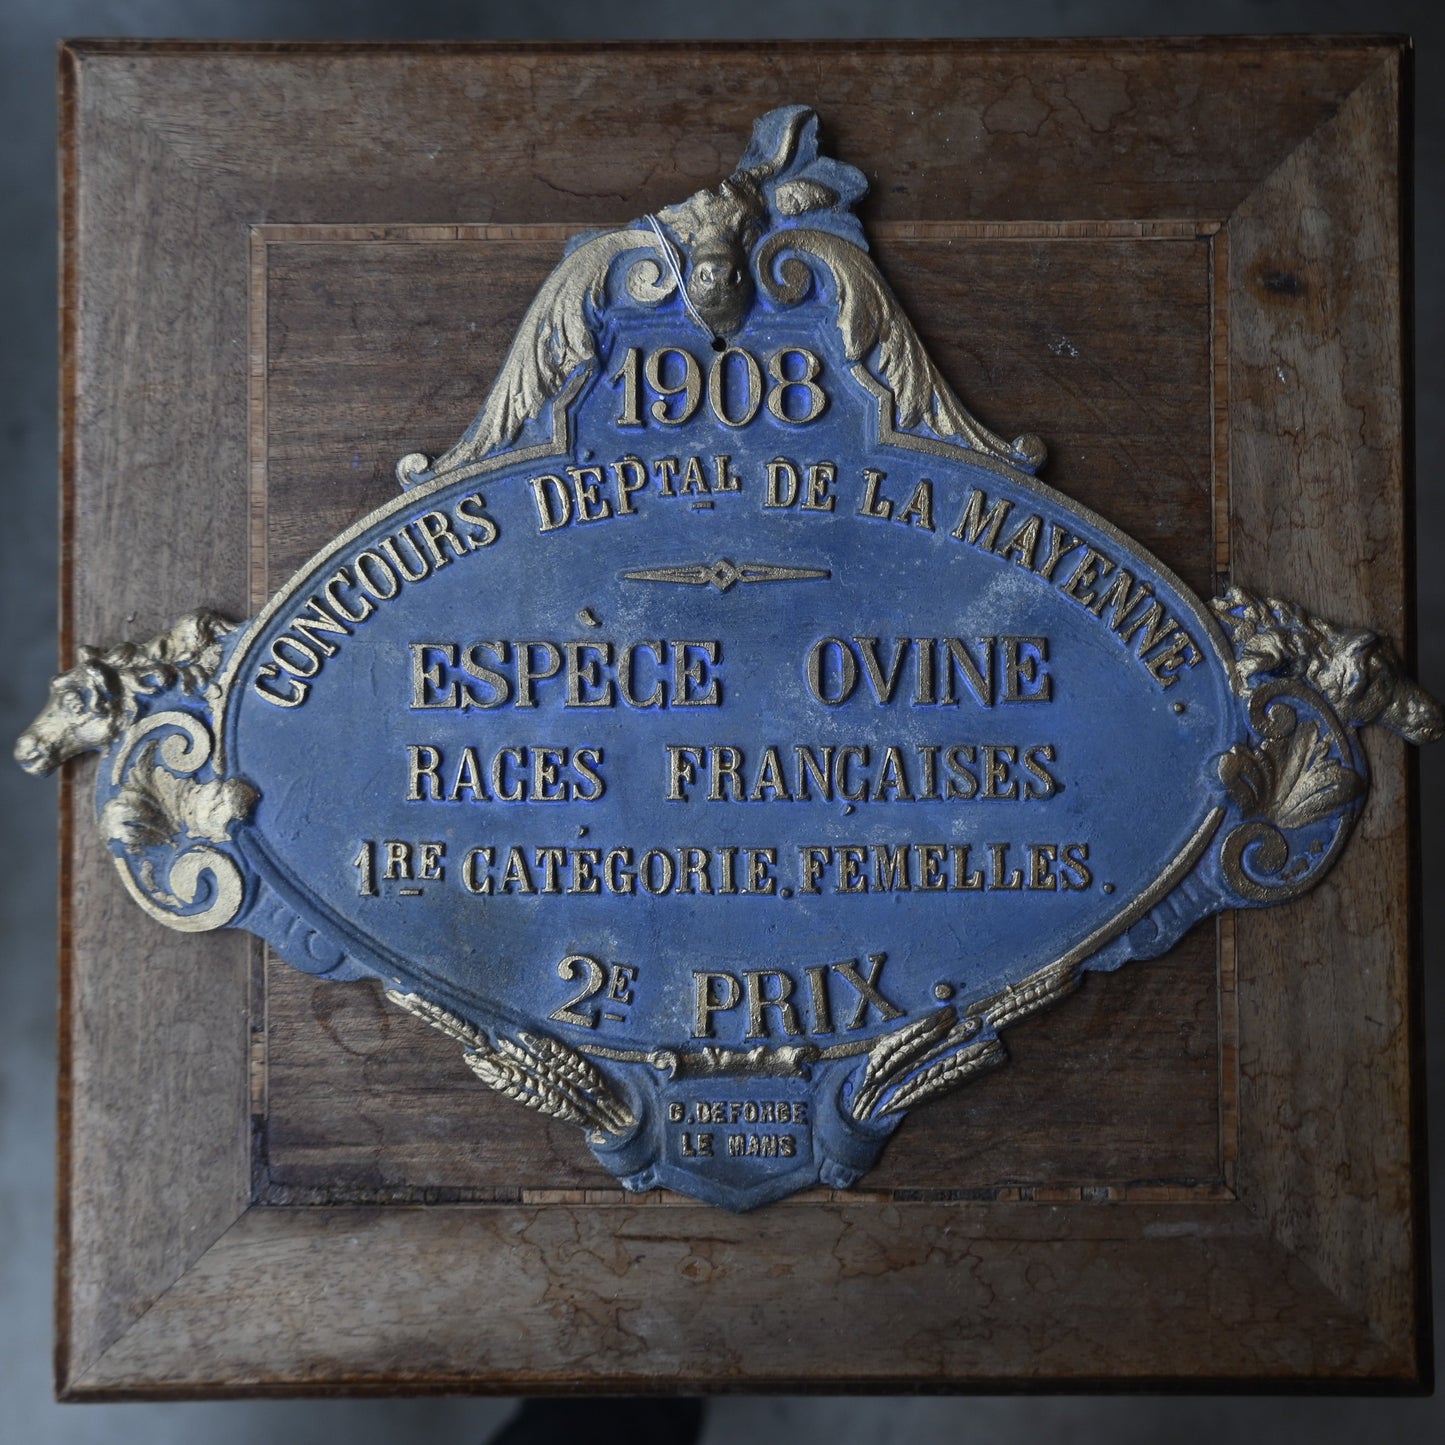 1908
CONCOURS DÉPTAL DE LA MAYENNE.
ESPÈCE OVINE
RACES FRANÇAISES
1RE CATÉGORIE. FEMELLES.
2E PRIX.
C. DEFORGE
LE MANS